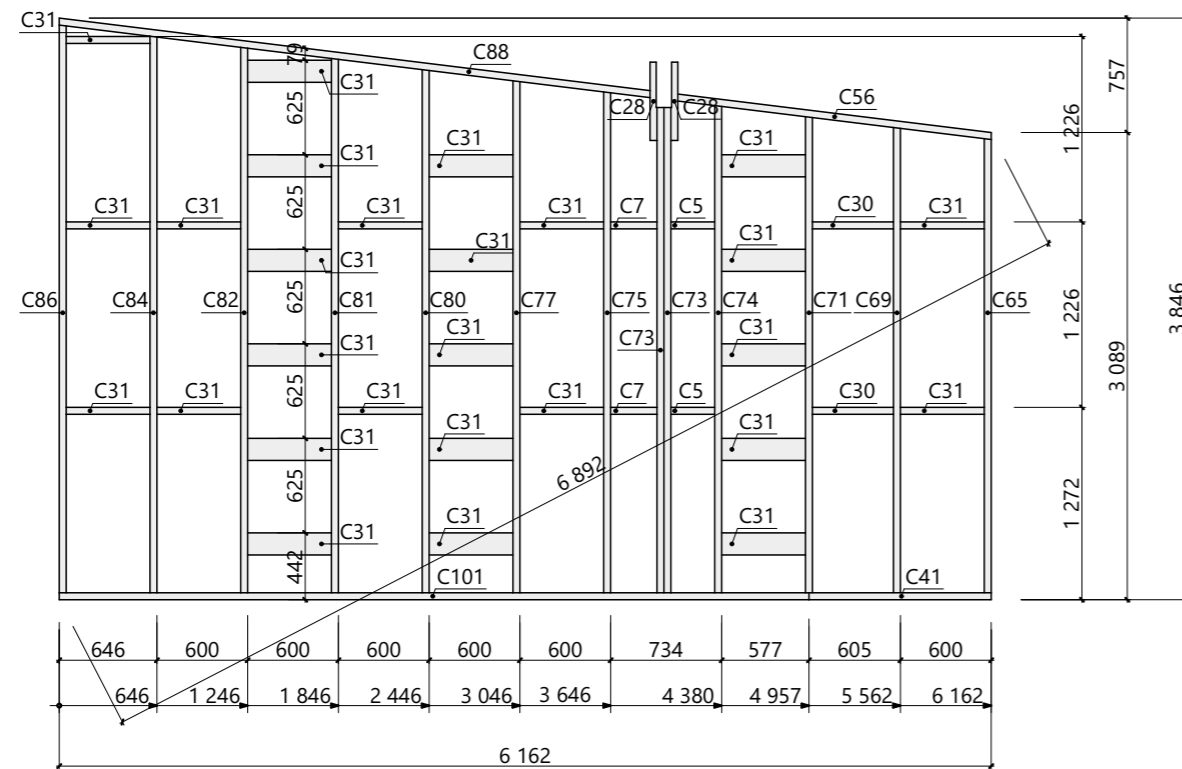 C31
C88
C56
79
C31
C28
C28
757
1 226
625
C31
C31
C31
625
C31
C31
C31
C31
C7
C5
C30
C31
C31
C31
C31
625
C86
C84
C82
C81
C80
C77
C75
C73
C74
C71
C69
C65
1 226
3 846
C73
C31
C31
C31
3 089
625
C31
C31
C31
C31
C7
C5
C30
C31
C31
C31
C31
625
6 892
1 272
C31
C31
C31
442
C101
C41
646
600
600
600
600
600
734
577
605
600
646
1 246
1 846
2 446
3 046
3 646
4 380
4 957
5 562
6 162
6 162